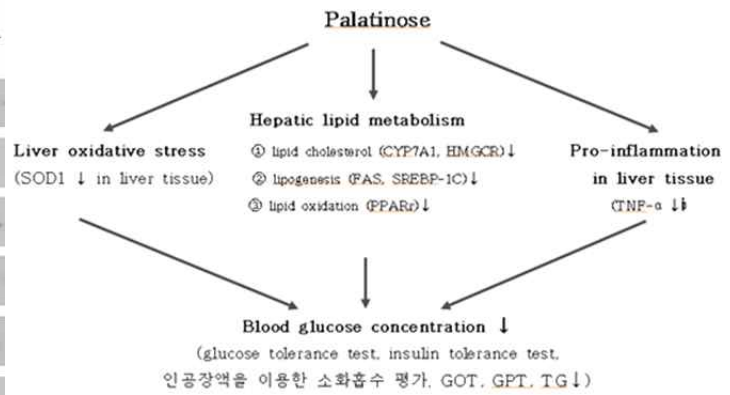 Palatinose
Hepatic lipid metabolism
① lipid cholesterol (CYP7A1, HMGCR)↓
② lipogenesis (FAS, SREBP-1C)↓
③ lipid oxidation (PPARr)↓
Liver oxidative stress
(SOD1 ↓ in liver tissue)
Pro-inflammation
in liver tissue
(TNF-α ↓
Blood glucose concentration ↓
(glucose tolerance test, insulin tolerance test,
인공장액을 이용한 소화흡수 평가, GOT, GPT, TG↓)